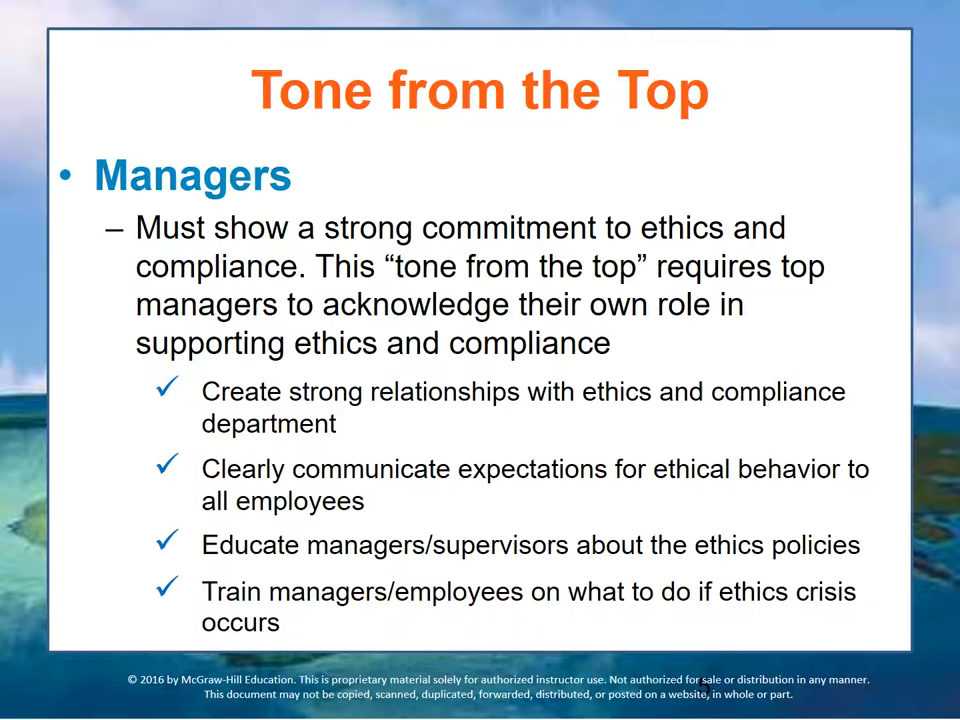 Tone from the Top
• Managers
– Must show a strong commitment to ethics and
compliance. This “tone from the top” requires top
managers to acknowledge their own role in
supporting ethics and compliance
✓ Create strong relationships with ethics and compliance
department
✓ Clearly communicate expectations for ethical behavior to
all employees
✓ Educate managers/supervisors about the ethics policies
✓ Train managers/employees on what to do if ethics crisis
occurs
© 2016 by McGraw-Hill Education. This is proprietary material solely for authorized instructor use. Not authorized for sale or distribution in any manner.
This document may not be copied, scanned, duplicated, forwarded, distributed, or posted on a website, in whole or part.
5